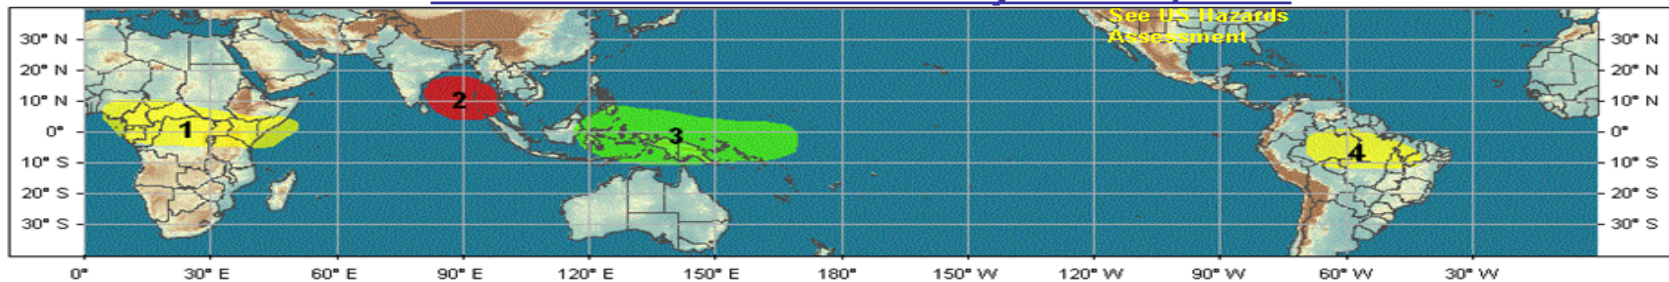 See US Hazards
Assessment
30° N
30° N
20° N
20° N
10° N
2
10° N
1
3
0°
0°
4
10° S
10° S
20° S
20° S
30° S
30° S
0°
30° E
60° E
90° E
120° E
150° E
180°
150° W
120° W
90° W
60° W
30° W